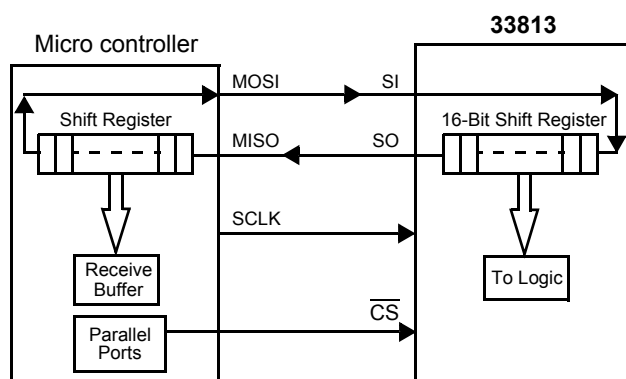 33813
Micro controller
MOSI
SI
Shift Register
16-Bit Shift Register
MISO
SO
SCLK
Receive
Buffer
To Logic
CS
Parallel
Ports